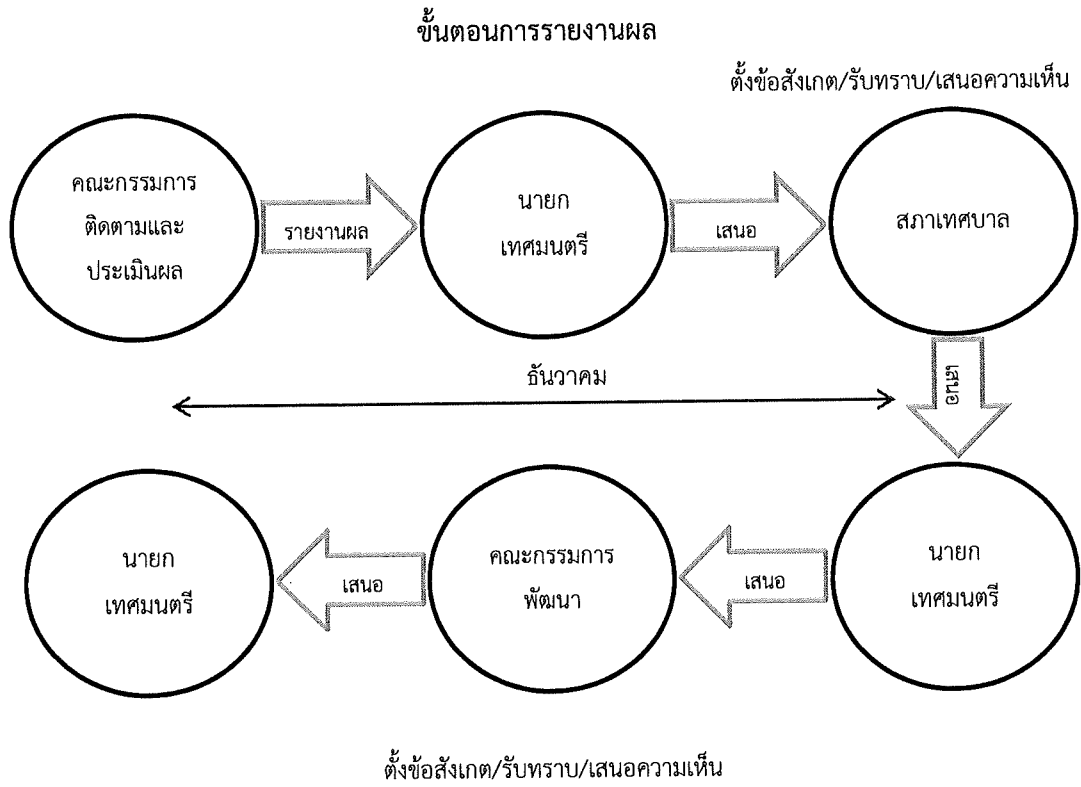 ขั้นตอนการรายงานผล
ตั้งข้อสังเกต/รับทราบ/เสนอความเห็น
คณะกรรมการ
ติดตามและ
ประเมินผล
รายงานผล
นายก
เทศมนตรี
เสนอ
สภาเทศบาล
เสนอ
ธันวาคม
นายก
เทศมนตรี
เสนอ
คณะกรรมการ
พัฒนา
เสนอ
นายก
เทศมนตรี
ตั้งข้อสังเกต/รับทราบ/เสนอความเห็น